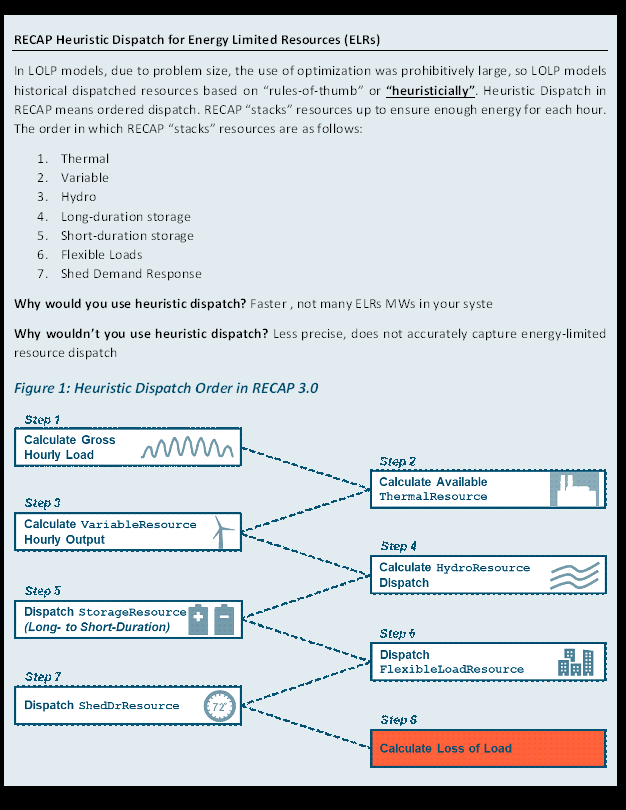 RECAP Heuristic Dispatch for Energy Limited Resources (ELRs)
In LOLP models, due to problem size, the use of optimization was prohibitively large, so LOLP models
historical dispatched resources based on “rules-of-thumb” or “heuristicially”. Heuristic Dispatch in
RECAP means ordered dispatch. RECAP “stacks” resources up to ensure enough energy for each hour.
The order in which RECAP “stacks” resources are as follows:
1. Thermal
2. Variable
3. Hydro
4. Long-duration storage
5. Short-duration storage
6. Flexible Loads
7. Shed Demand Response
Why would you use heuristic dispatch? Faster , not many ELRs MWs in your syste
Why wouldn’t you use heuristic dispatch? Less precise, does not accurately capture energy-limited
resource dispatch
Figure 1: Heuristic Dispatch Order in RECAP 3.0
Step 1
Calculate Gross
Hourly Load
Step 2
Calculate Available
ThermalResource
Step 3
Calculate VariableResource
Hourly Output
Step 4
Calculate HydroResource
Dispatch
Step 5
Dispatch StorageResource
(Long- to Short-Duration)
Step 6
Dispatch
FlexibleLoadResource
Step 7
Dispatch ShedDrResource
72°
Step 8
Calculate Loss of Load